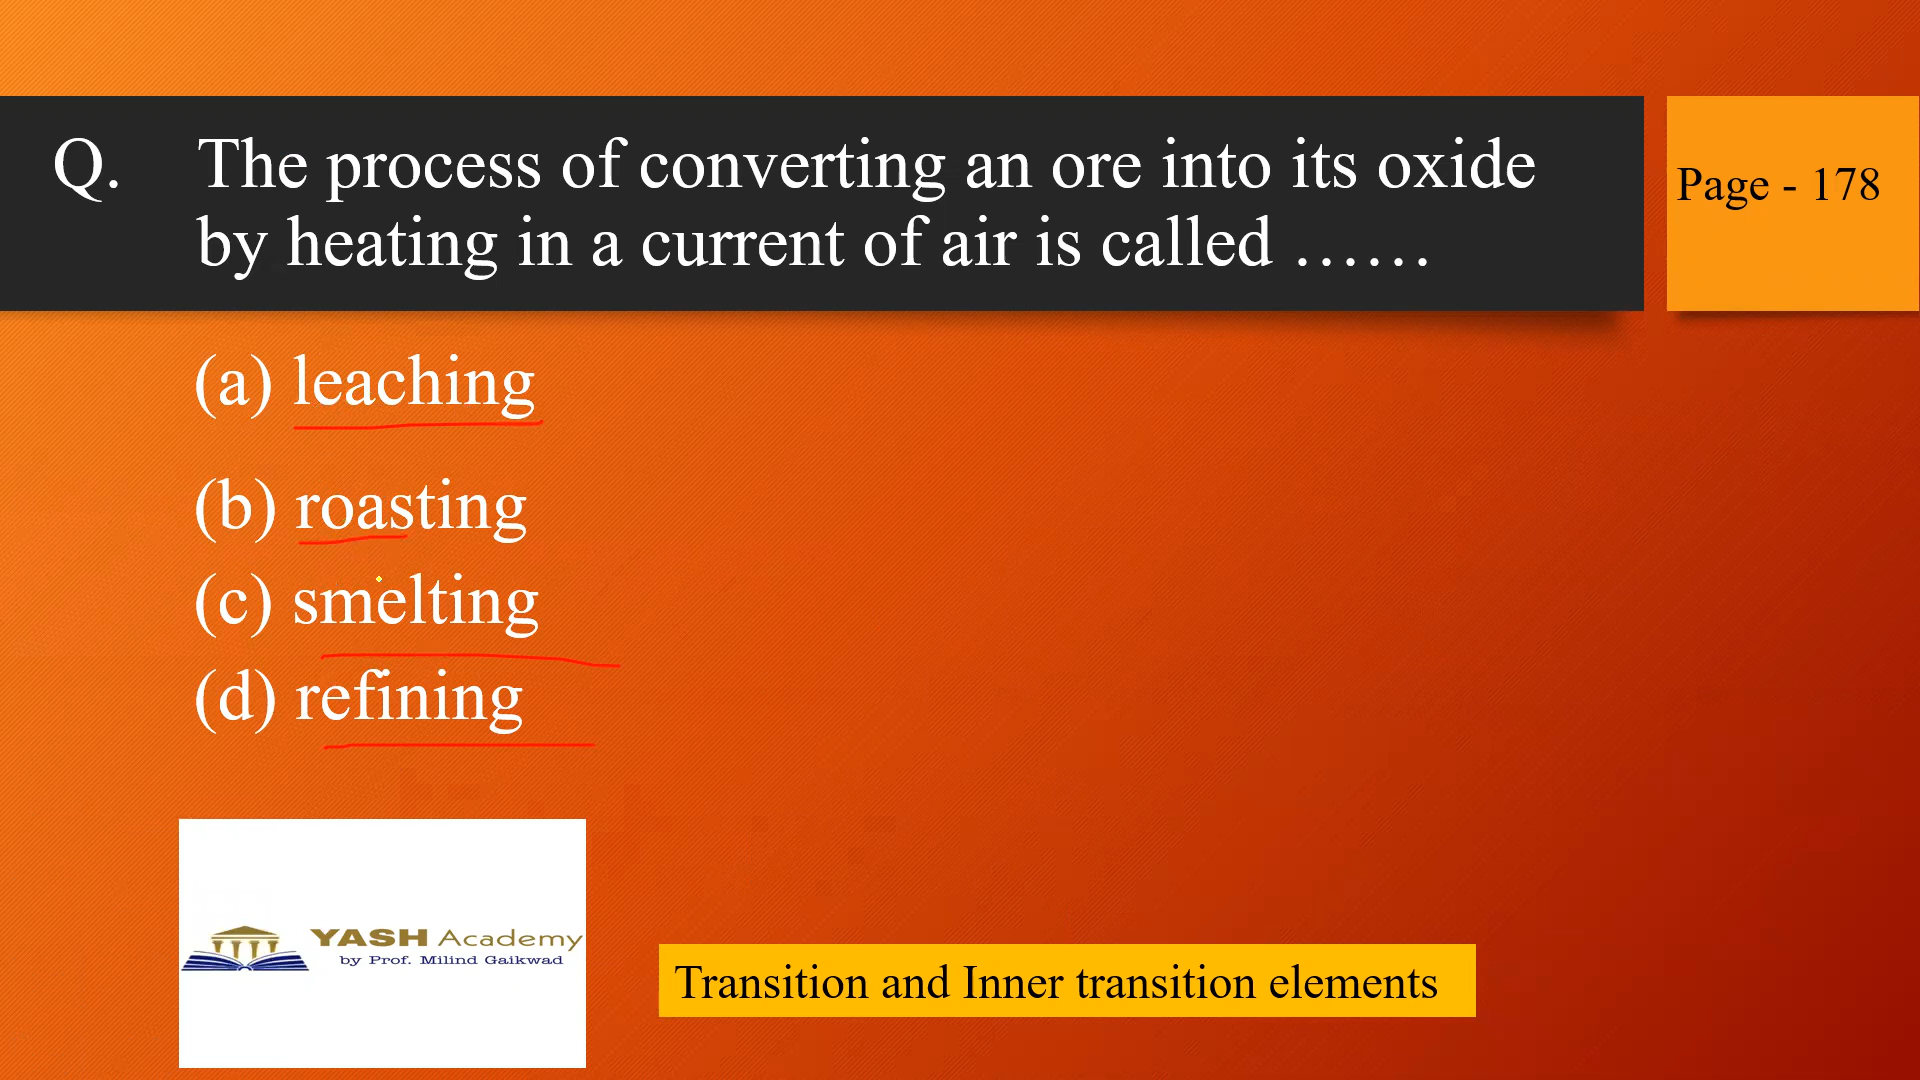 Q. The process of converting an ore into its oxide
by heating in a current of air is called ……
Page - 178
(a) leaching
(b) roasting
(c) smelting
(d) refining
YASH Academy
by Prof. Milind Gaikwad
Transition and Inner transition elements